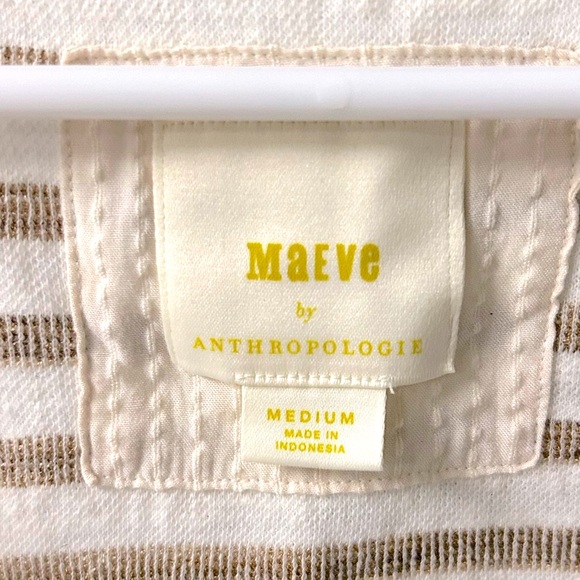 MaEVe
by
ANTHROPOLOGIE
MEDIUM
MADE IN
INDONESIA